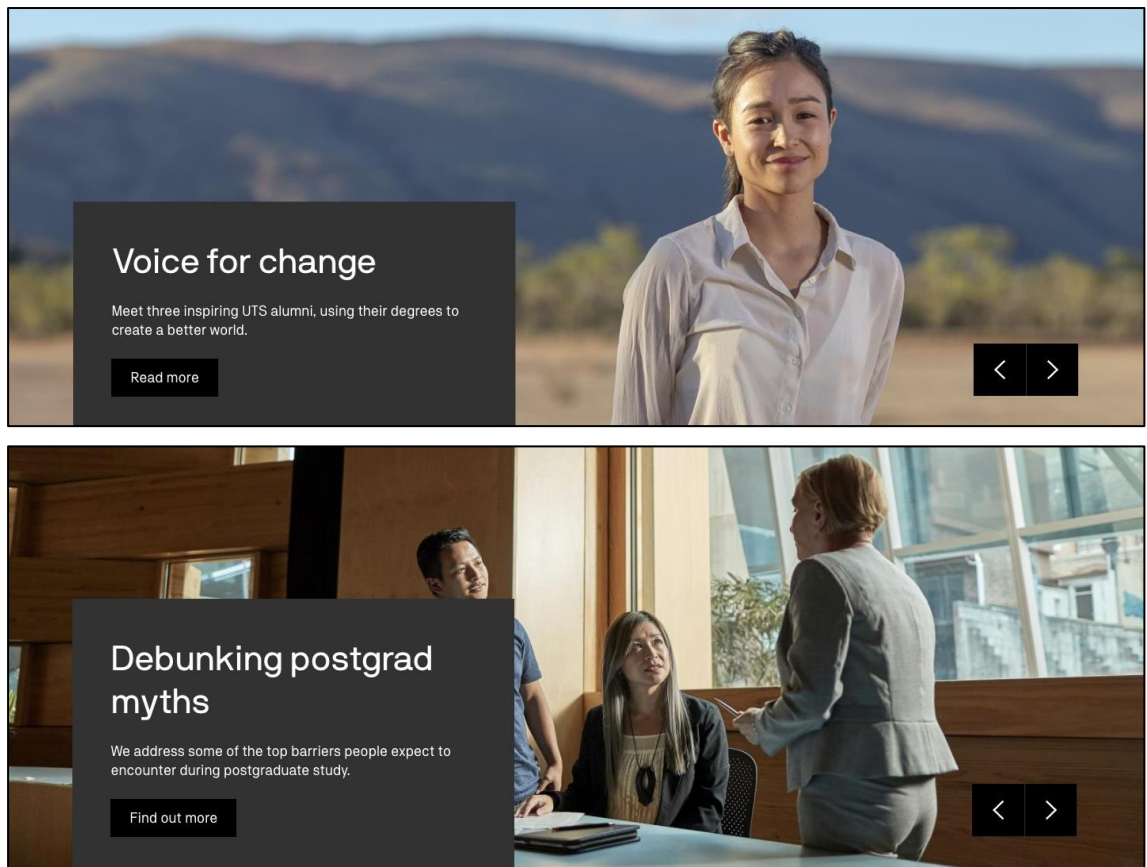 Voice for change
Meet three inspiring UTS alumni, using their degrees to
create a better world.
Read more
Debunking postgrad
myths
We address some of the top barriers people expect to
encounter during postgraduate study.
Find out more